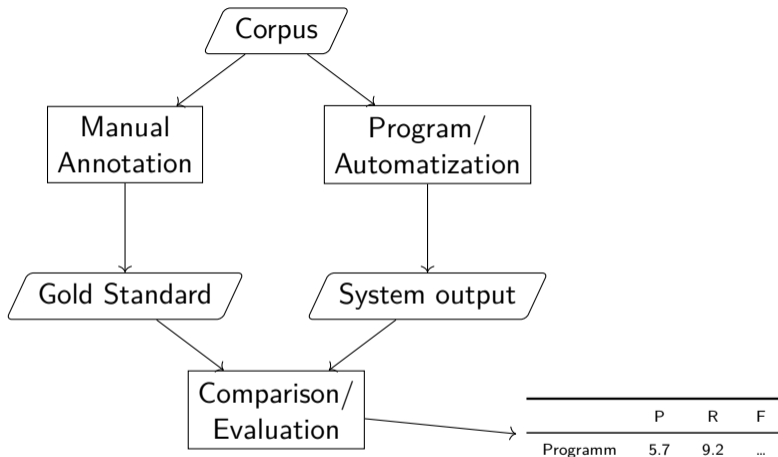 Corpus
Manual
Annotation
Program/
Automatization
Gold Standard
System output
Comparison/
Evaluation
P R F
Programm 5.7 9.2 ...